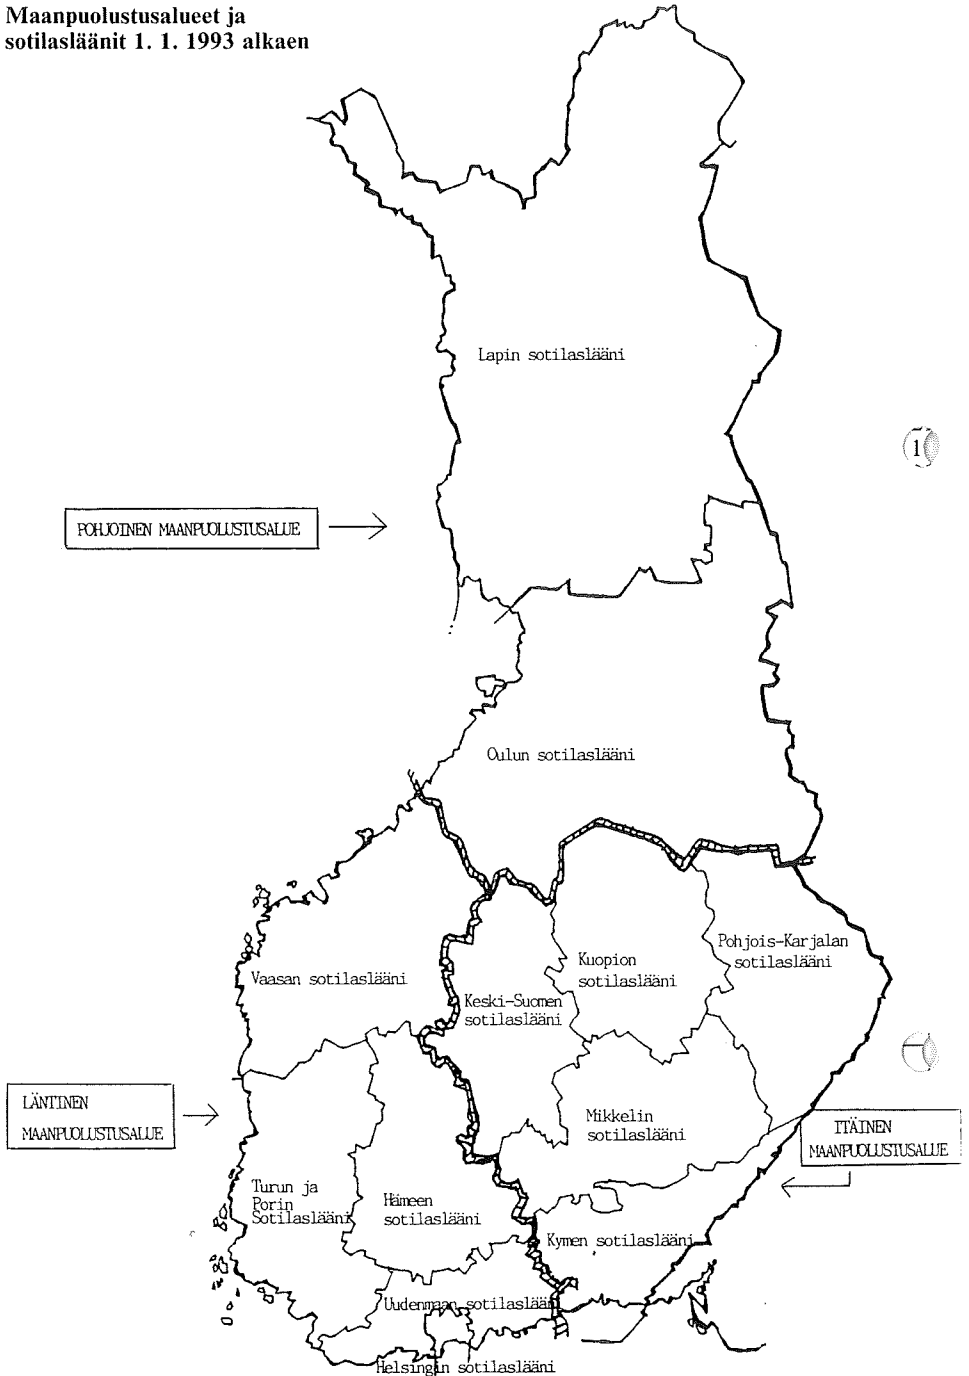 Maanpuolustusalueet ja
sotilasläänit 1. 1. 1993 alkaen
Lapin sotilaslääni
1
POHJOINEN MAANPUOLUSTUSALUE
Oulun sotilaslääni
Pohjois-Karjalan
sotilaslääni
Kuopion
sotilaslääni
Vaasan sotilaslääni
Keski-Suomen
sotilaslääni
LÄNTINEN
MAANPUOLUSTUSALUE
Mikkelin
sotilaslääni
ITÄINEN
MAANPUOLUSTUSALUE
Turun ja
Porin
Sotilaslääni
Hämeen
sotilaslääni
Kymen sotilaslääni
Uudenmaan sotilaslääni
Helsingin sotilaslääni